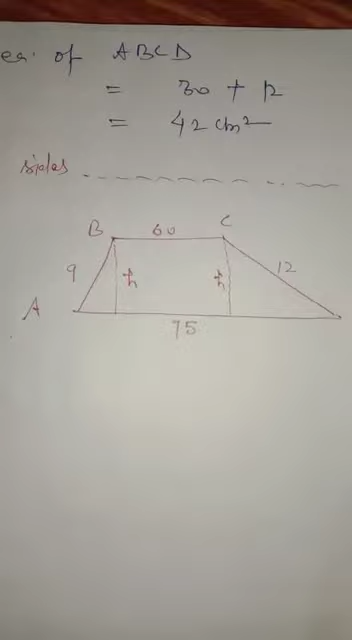 ea. of ABCD
= 30 + 12
= 42 cm²
sides
B 60 C
9 h h 12
A
75